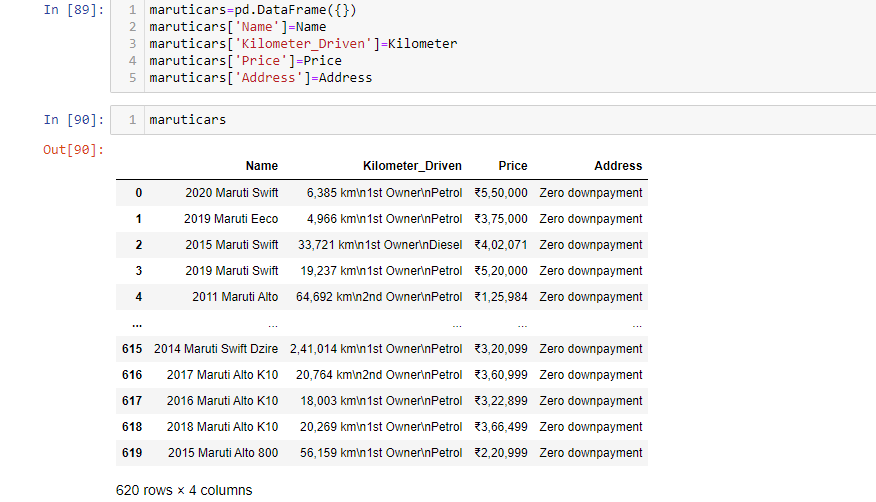 In [89]:
1 maruticars=pd.DataFrame({})
2 maruticars['Name']=Name
3 maruticars['Kilometer_Driven']=Kilometer
4 maruticars['Price']=Price
5 maruticars['Address']=Address
In [90]:
1 maruticars
Out[90]:
Name Kilometer_Driven Price Address
0 2020 Maruti Swift 6,385 km\n1st Owner\nPetrol ₹5,50,000 Zero downpayment
1 2019 Maruti Eeco 4,966 km\n1st Owner\nPetrol ₹3,75,000 Zero downpayment
2 2015 Maruti Swift 33,721 km\n1st Owner\nDiesel ₹4,02,071 Zero downpayment
3 2019 Maruti Swift 19,237 km\n1st Owner\nPetrol ₹5,20,000 Zero downpayment
4 2011 Maruti Alto 64,692 km\n2nd Owner\nPetrol ₹1,25,984 Zero downpayment
... ... ... ... ...
615 2014 Maruti Swift Dzire 2,41,014 km\n1st Owner\nPetrol ₹3,20,099 Zero downpayment
616 2017 Maruti Alto K10 20,764 km\n2nd Owner\nPetrol ₹3,60,999 Zero downpayment
617 2016 Maruti Alto K10 18,003 km\n1st Owner\nPetrol ₹3,22,899 Zero downpayment
618 2018 Maruti Alto K10 20,269 km\n1st Owner\nPetrol ₹3,66,499 Zero downpayment
619 2015 Maruti Alto 800 56,159 km\n1st Owner\nPetrol ₹2,20,999 Zero downpayment
620 rows × 4 columns